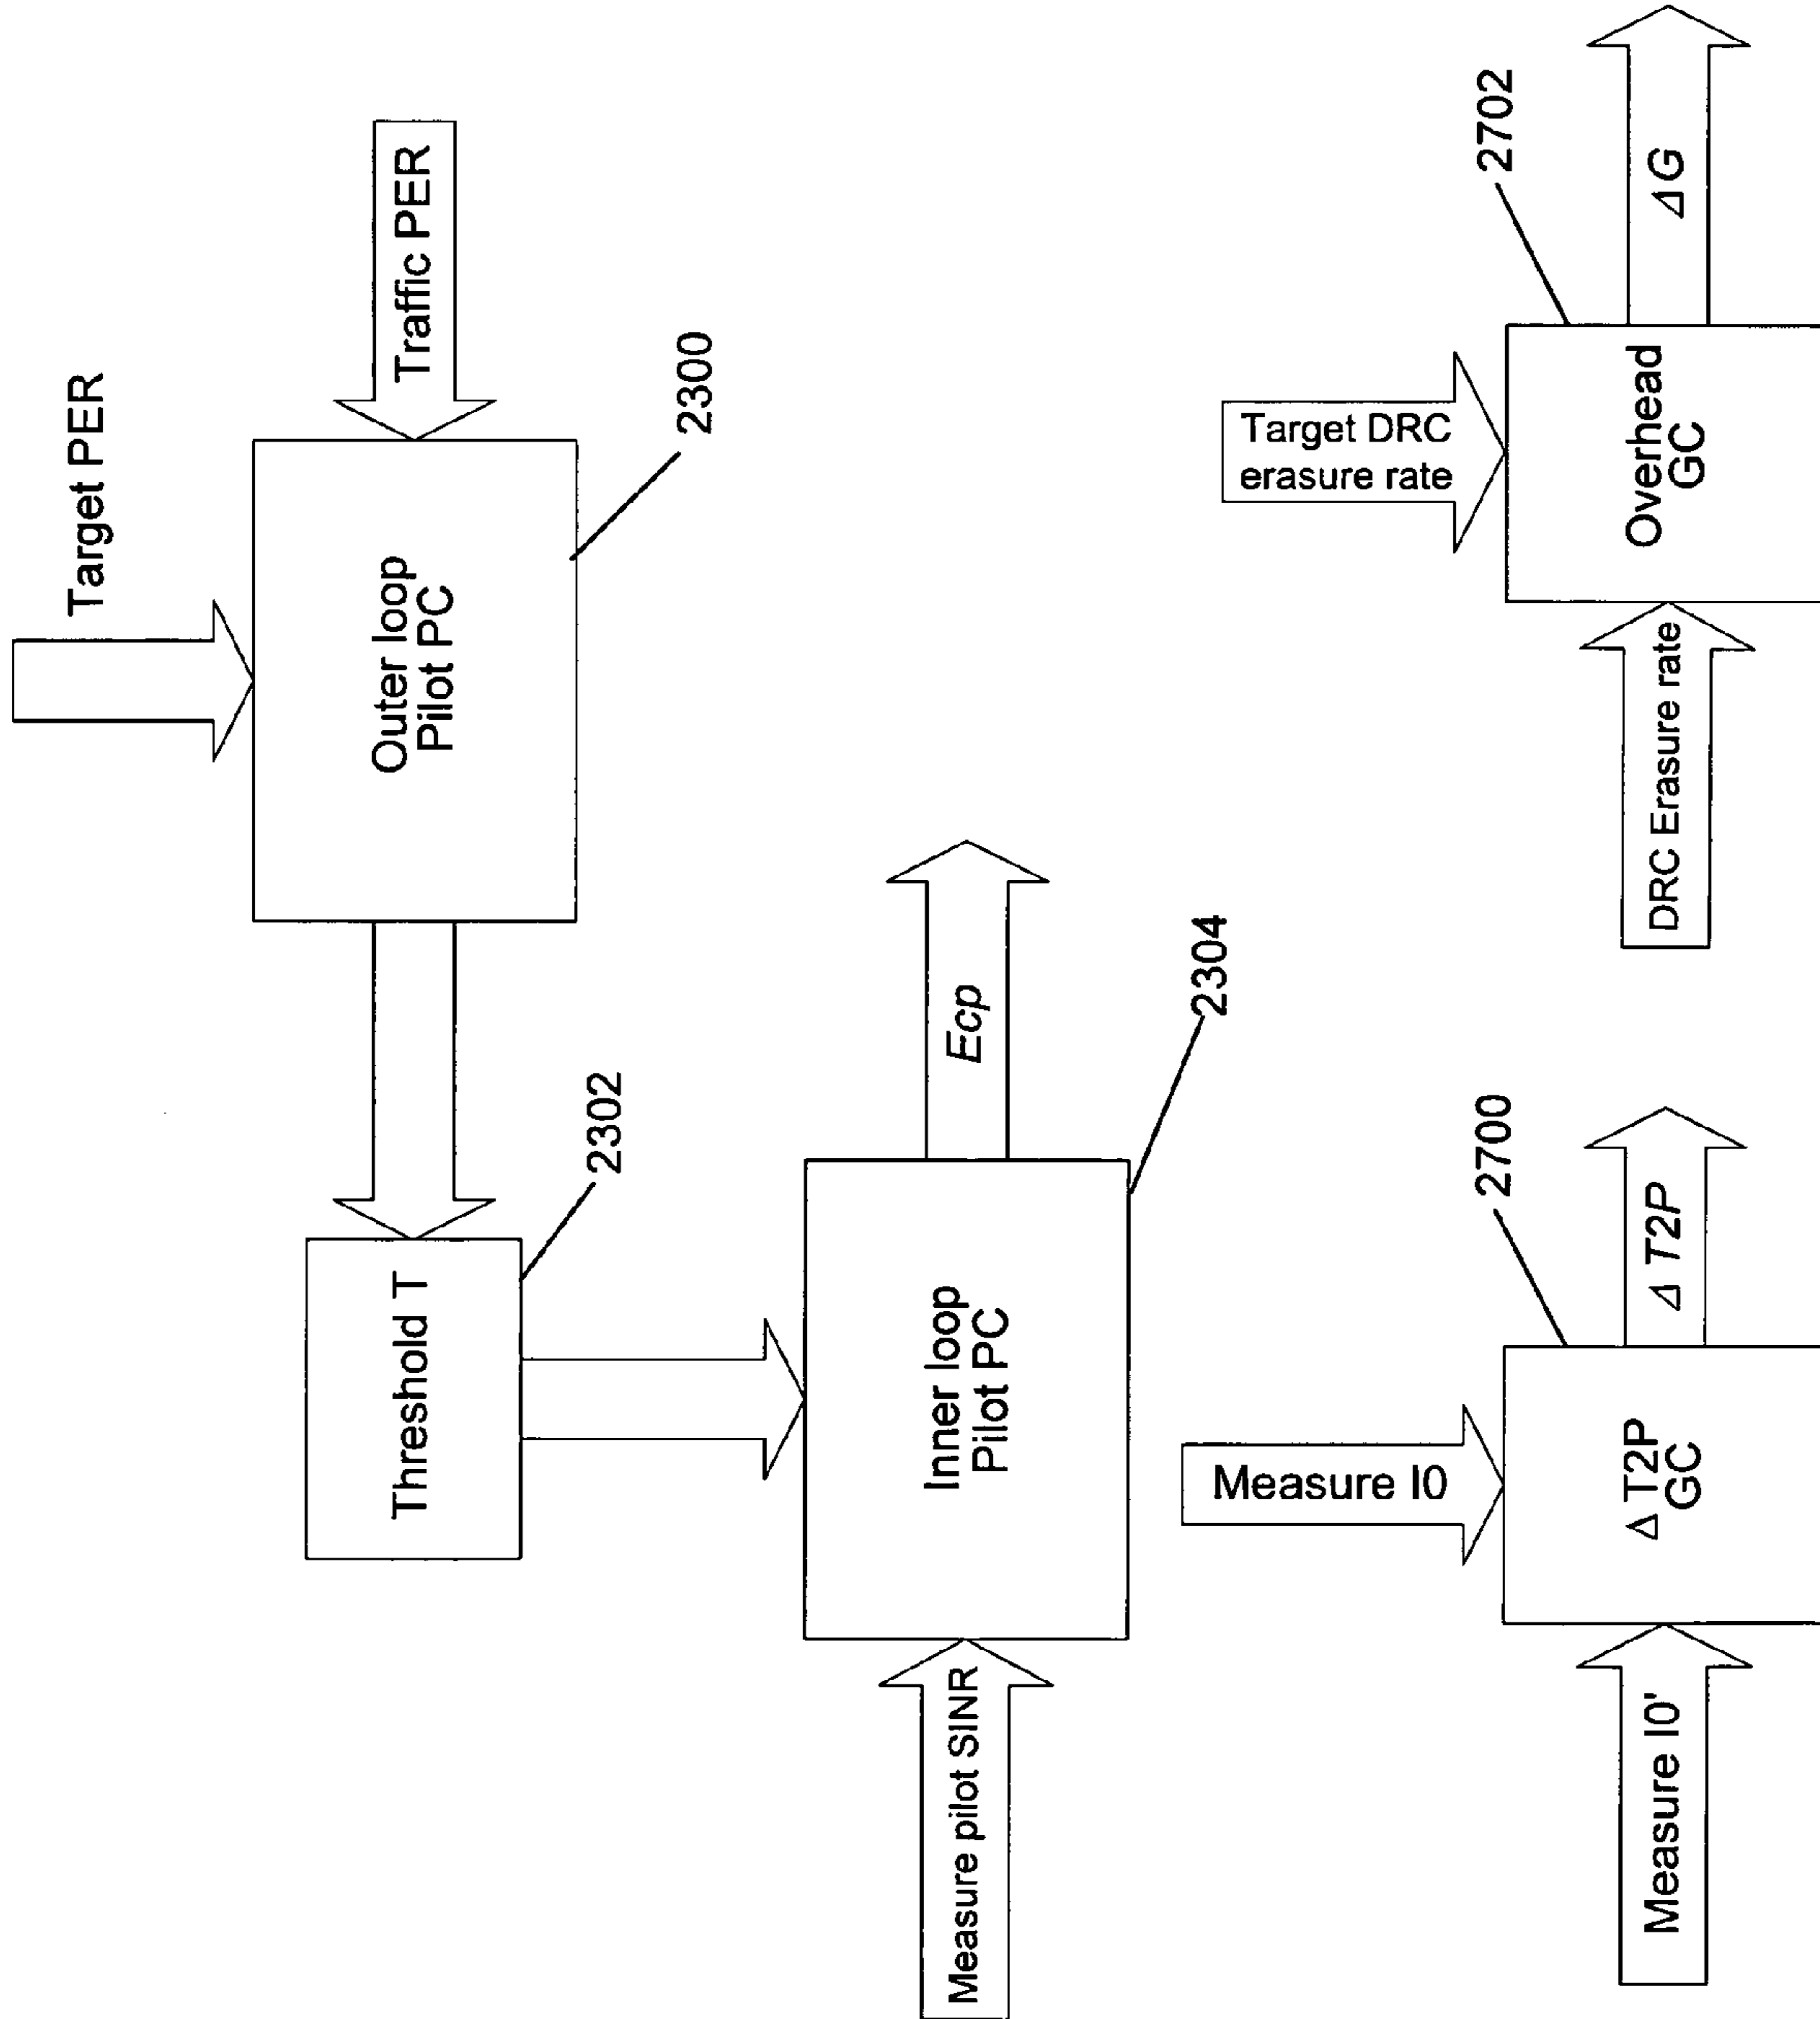 Target PER
Traffic PER
Outer loop
Pilot PC
2300
Threshold T
2302
Measure pilot SINR
Inner loop
Pilot PC
2304
Ecp
Measure I0
Measure I0'
Δ T2P
GC
2700
Δ T2P
Target DRC
erasure rate
DRC Erasure rate
Overhead
GC
2702
ΔG